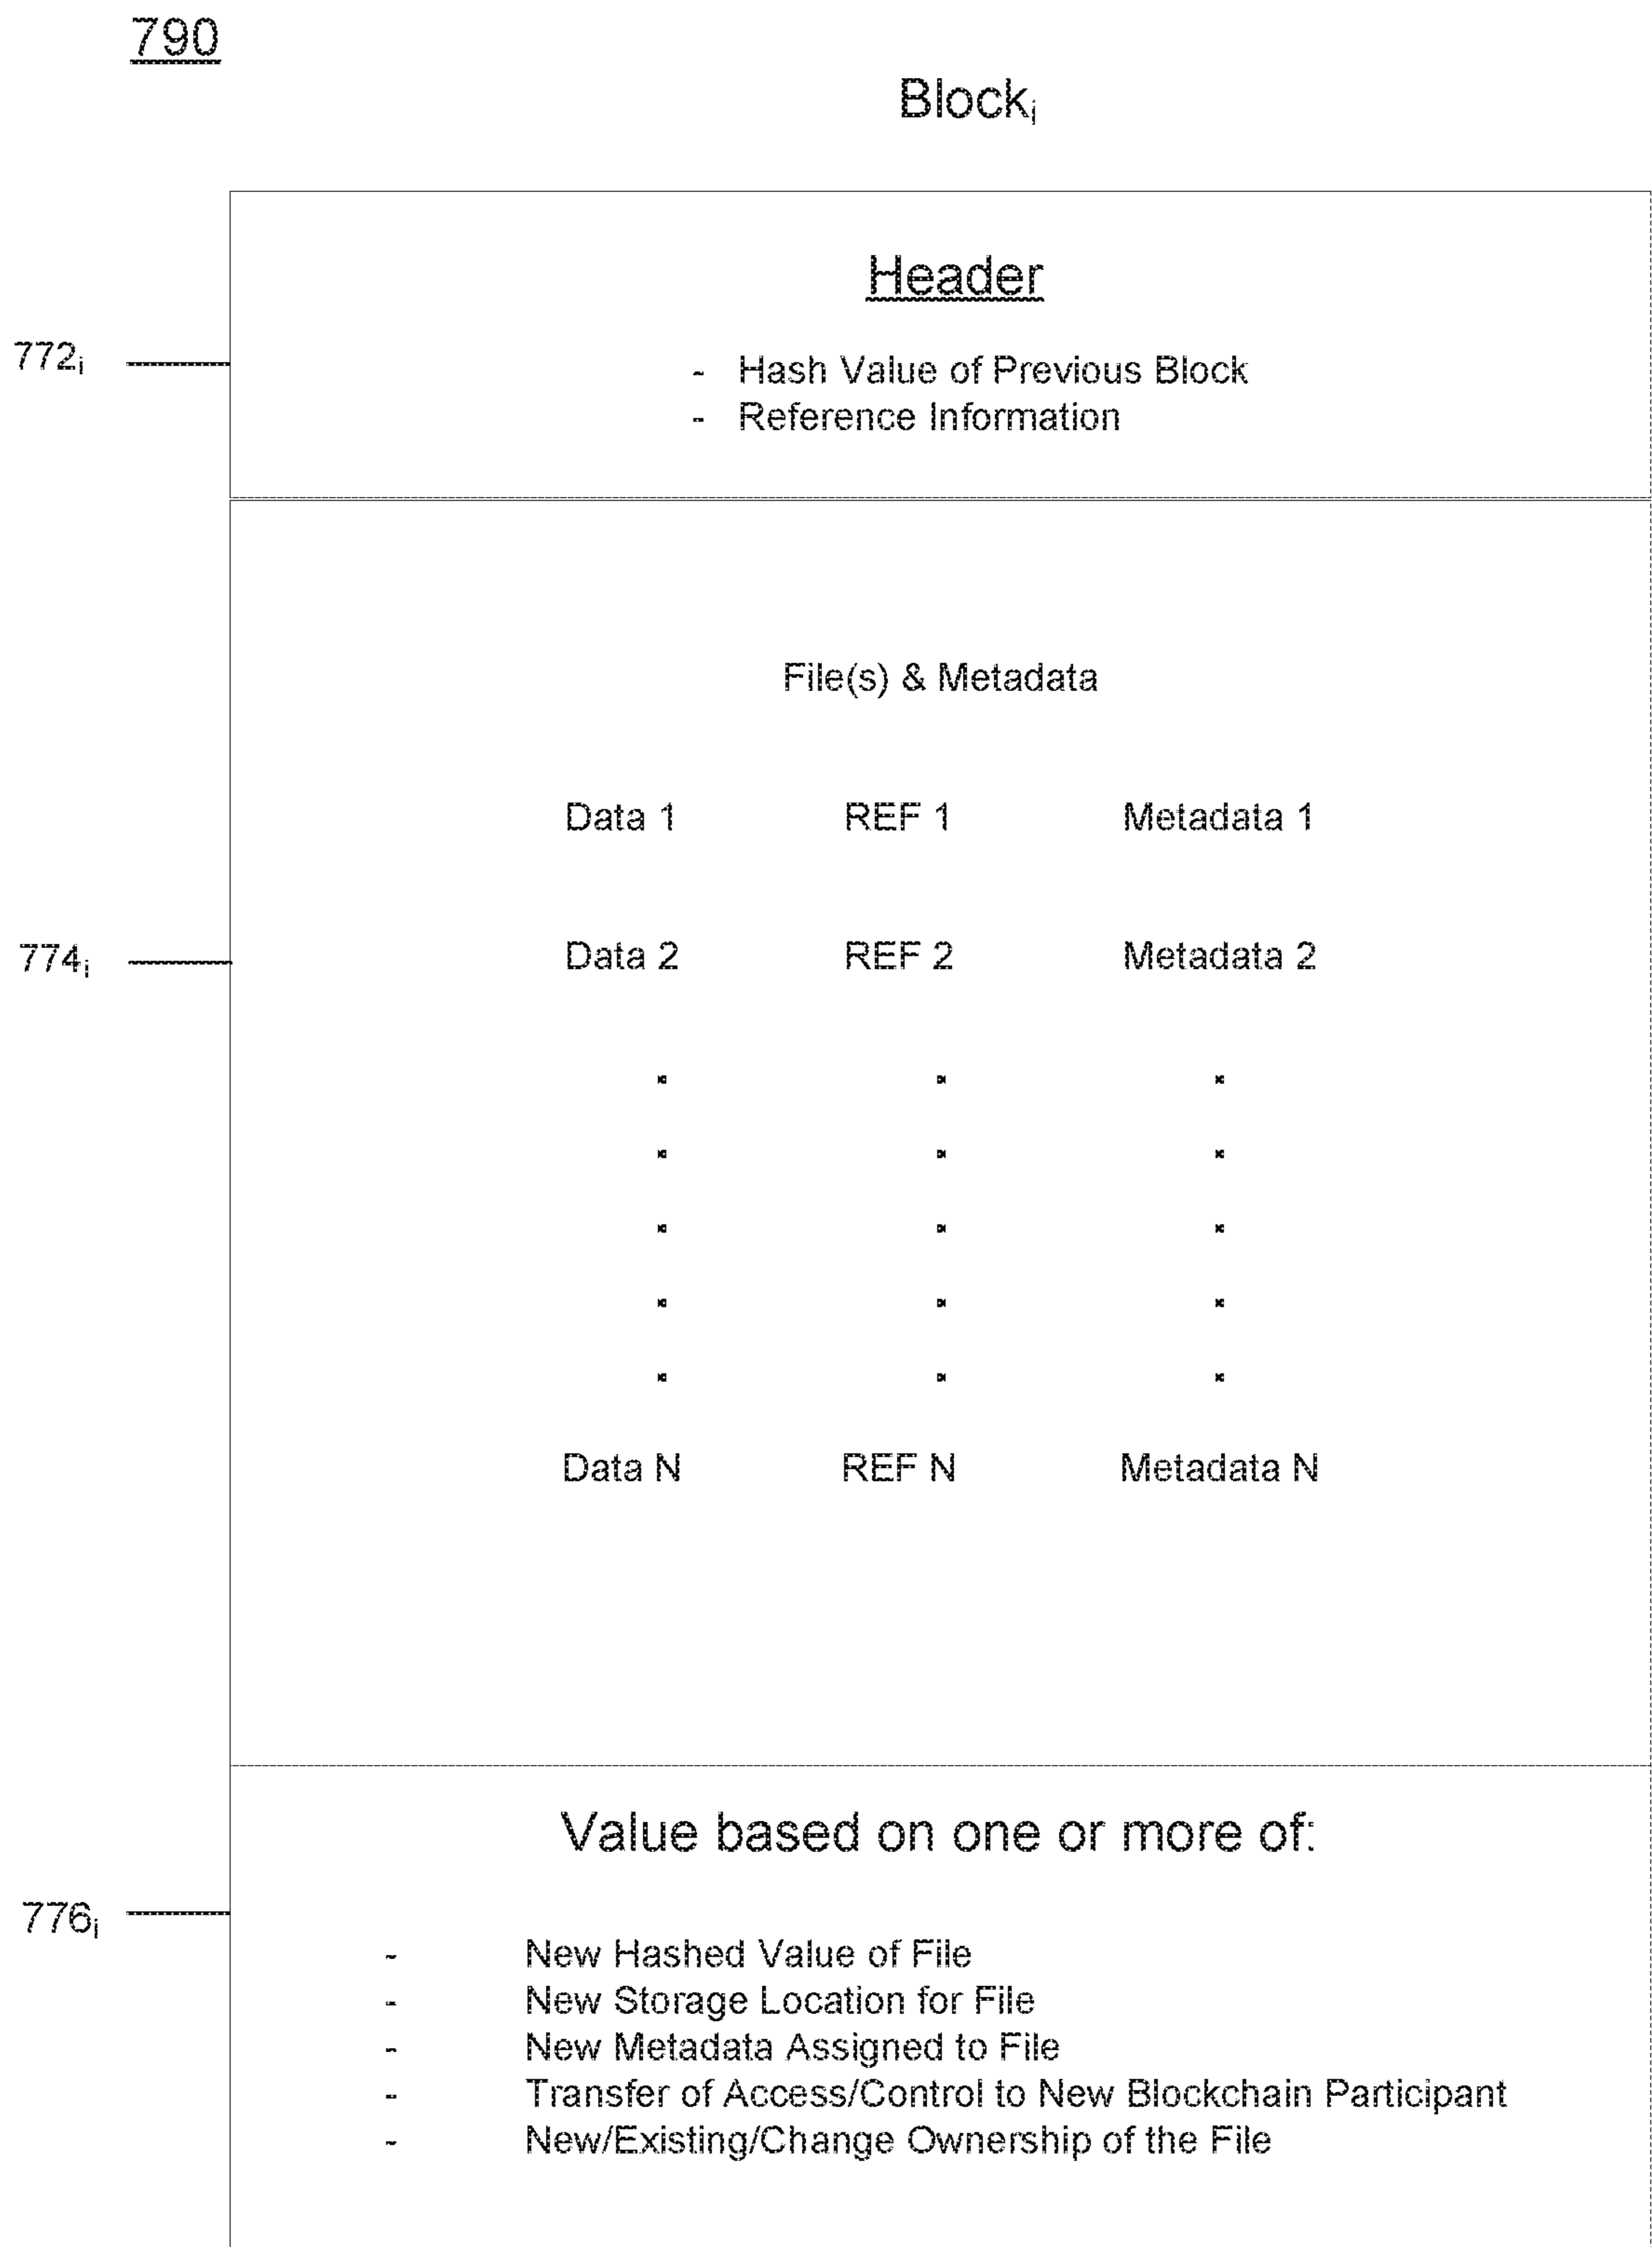 790
Blockᵢ
Header
772ᵢ
- Hash Value of Previous Block
- Reference Information
File(s) & Metadata
Data 1 REF 1 Metadata 1
774ᵢ
Data 2 REF 2 Metadata 2
Data N REF N Metadata N
Value based on one or more of:
776ᵢ
- New Hashed Value of File
- New Storage Location for File
- New Metadata Assigned to File
- Transfer of Access/Control to New Blockchain Participant
- New/Existing/Change Ownership of the File